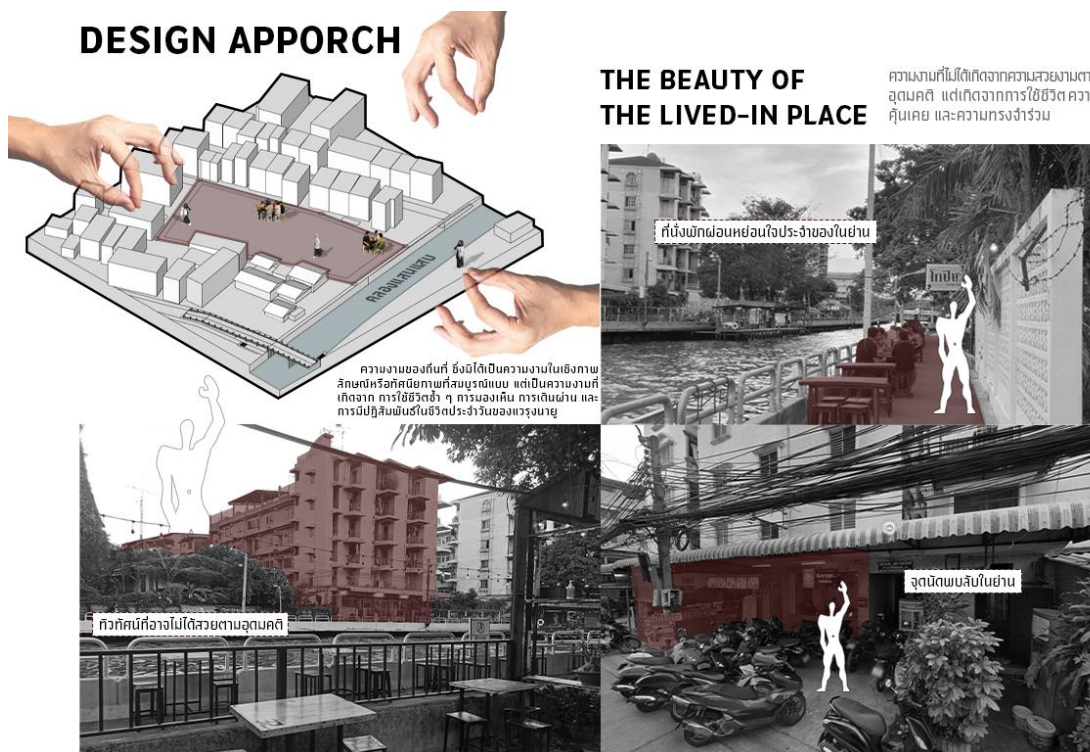 DESIGN APPORCH
คลองแสนแสบ
ความงามของถิ่นที่ ซึ่งมิได้เป็นความงามในเชิงภาพ
ลักษณ์หรือทัศนียภาพที่สมบูรณ์แบบ แต่เป็นความงามที่
เกิดจาก การใช้ชีวิตซ้ำ ๆ การมองเห็น การเดินผ่าน และ
การมีปฏิสัมพันธ์ในชีวิตประจำวันของแวรุงนายู
THE BEAUTY OF
THE LIVED-IN PLACE
ความงามที่ไม่ได้เกิดจากความสวยงามตา
อุดมคติ แต่เกิดจากการใช้ชีวิต ควา
คุ้นเคย และความทรงจำร่วม
ที่นั่งพักผ่อนหย่อนใจประจำของในย่าน
ทิวทัศน์ที่อาจไม่ได้สวยตามอุดมคติ
3
จุดนัดพบลับในย่าน